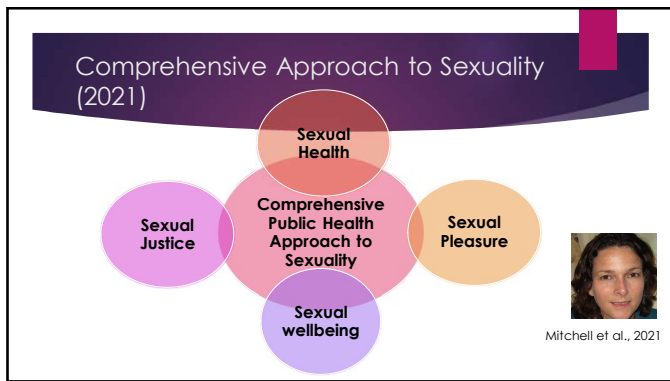 Comprehensive Approach to Sexuality
(2021)
Sexual
Health
Sexual
Justice
Comprehensive
Public Health
Approach to
Sexuality
Sexual
Pleasure
Sexual
wellbeing
Mitchell et al., 2021